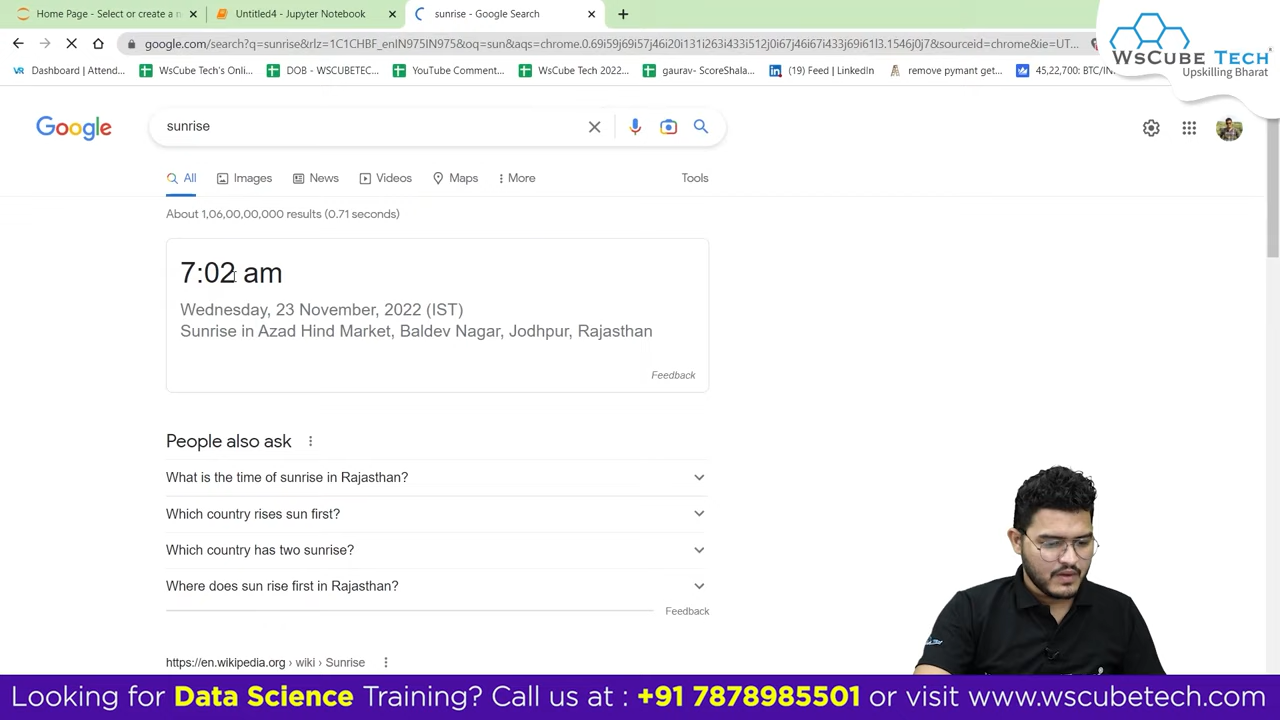 Home Page - Select or create a n
Untitled4 - Jupyter Notebook
sunrise - Google Search
google.com/search?q=sunrise&rlz=1C1CHBF_enIN975IN975&oq=sun&aqs=chrome.0.69i59j69i57j46i20i131i263i433i512j0i67j46i67i433j69i61l3.1546j0j7&sourceid=chrome&ie=UT...
Dashboard | Attend...
WsCube Tech's Onli...
DOB - WSCUBETEC...
YouTube Comment...
WsCube Tech 2022...
gaurav- ScoreShala...
(19) Feed | LinkedIn
remove pymant get...
45,22,700: BTC/IN
WsCube Tech
Upskilling Bharat
Google
sunrise
All
Images
News
Videos
Maps
More
Tools
About 1,06,00,00,000 results (0.71 seconds)
7:02 am
Wednesday, 23 November, 2022 (IST)
Sunrise in Azad Hind Market, Baldev Nagar, Jodhpur, Rajasthan
Feedback
People also ask
What is the time of sunrise in Rajasthan?
Which country rises sun first?
Which country has two sunrise?
Where does sun rise first in Rajasthan?
Feedback
https://en.wikipedia.org › wiki › Sunrise
Looking for Data Science Training? Call us at : +91 7878985501 or visit www.wscubetech.com